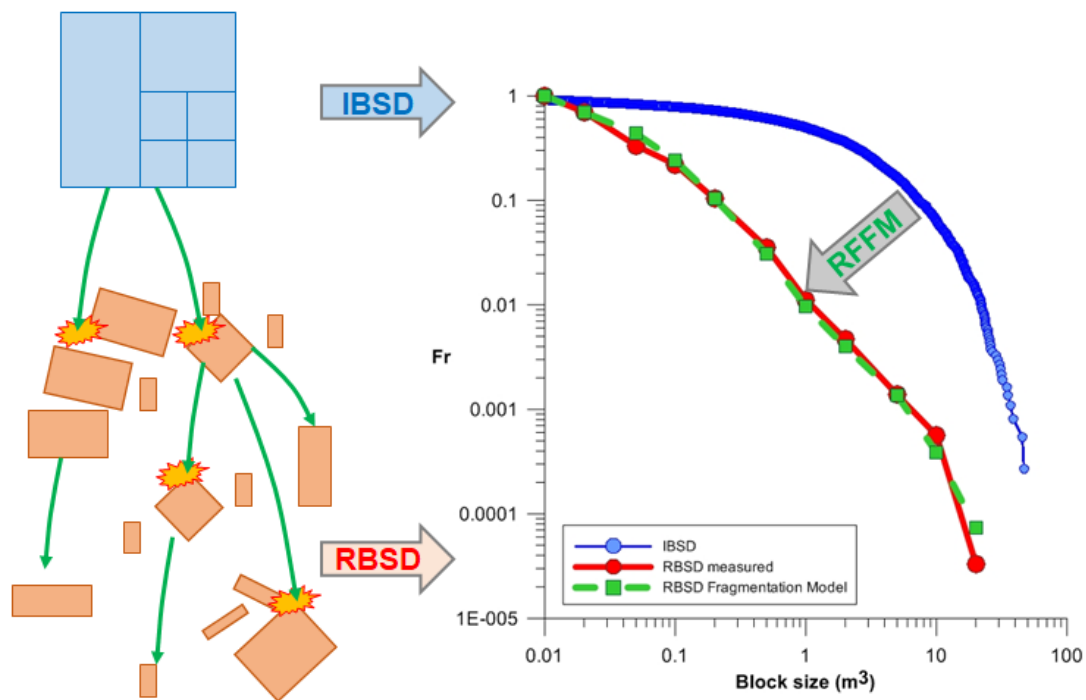 IBSD
RBSD
1
0.1
0.01
0.001
0.0001
1E-005
Fr
RFFM
IBSD
RBSD measured
RBSD Fragmentation Model
0.01
0.1
1
10
100
Block size (m³)